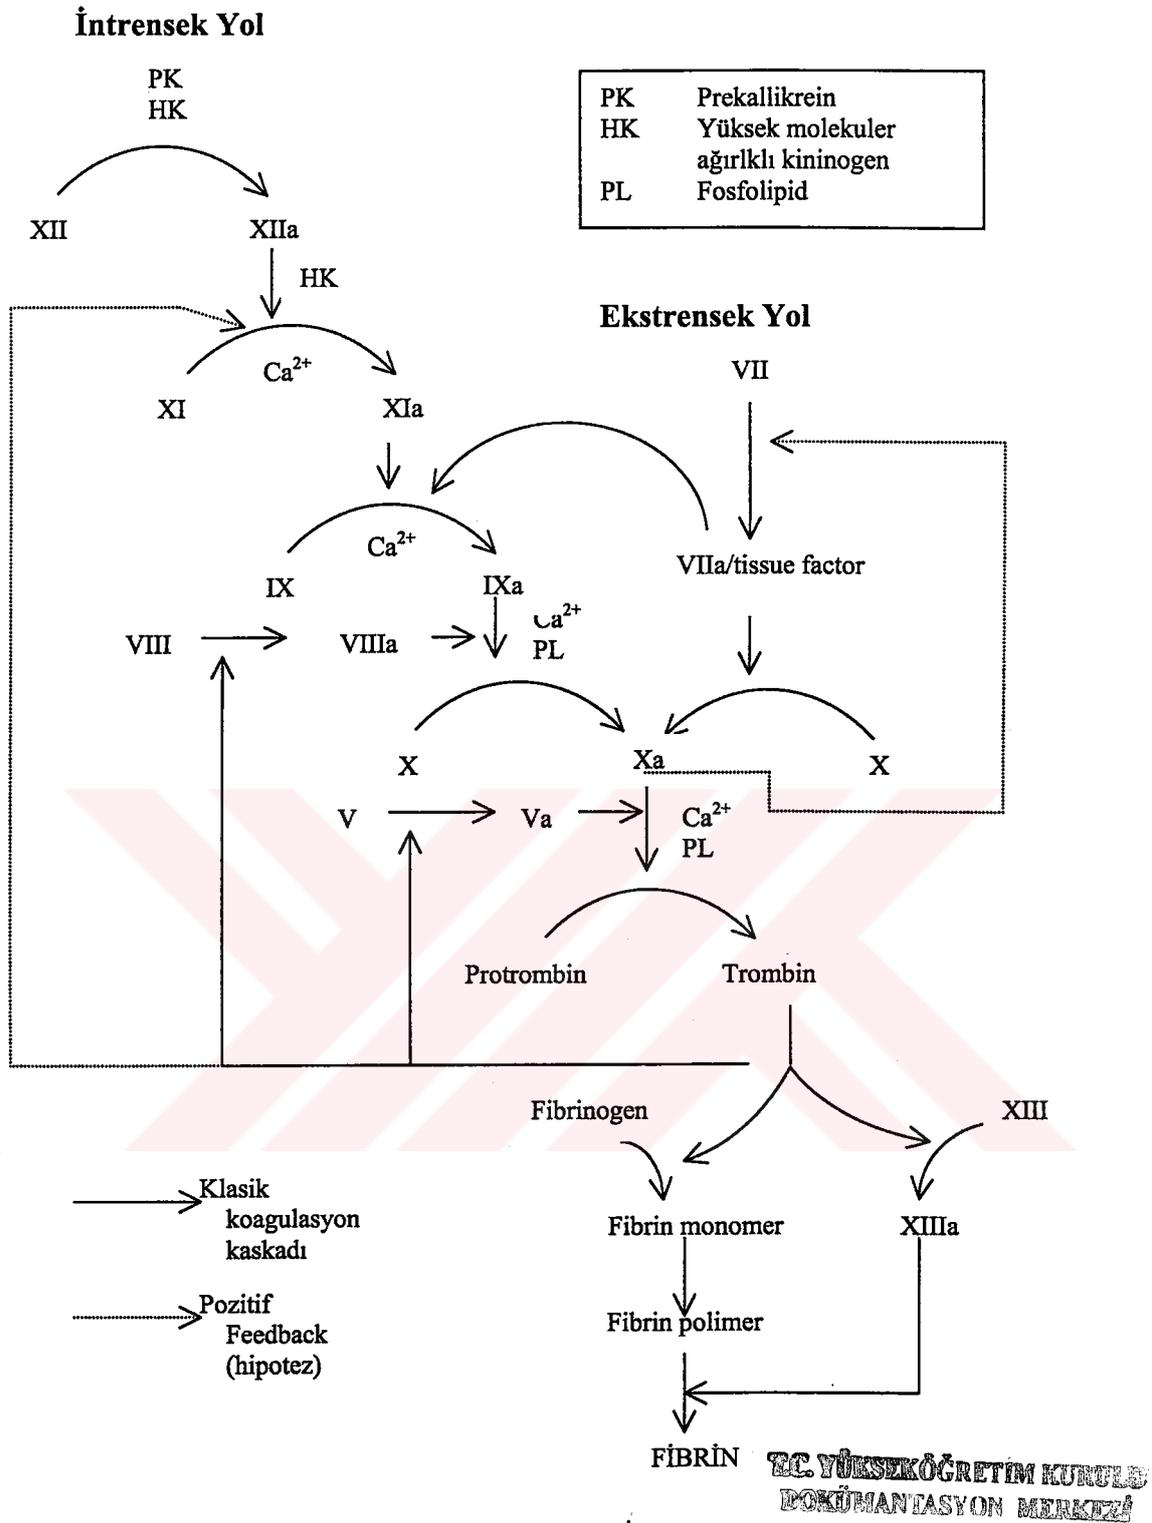 İntrensek Yol
PK
HK
PK Prekallikrein
HK Yüksek molekuler
ağırlklı kininogen
PL Fosfolipid
XII
XIIa
HK
Ekstrensek Yol
Ca²⁺
VII
XI
XIa
Ca²⁺
VIIa/tissue factor
IX
IXa
Ca²⁺
VIII
VIIIa
PL
X
Xa
X
V
Va
Ca²⁺
PL
Protrombin
Trombin
Fibrinogen
XIII
Klasik
koagulasyon
kaskadı
Fibrin monomer
XIIIa
Pozitif
Feedback
(hipotez)
Fibrin polimer
FİBRİN
T.C. YÜKSEKÖĞRETİM KURULU
DOKÜMANTASYON MERKEZİ